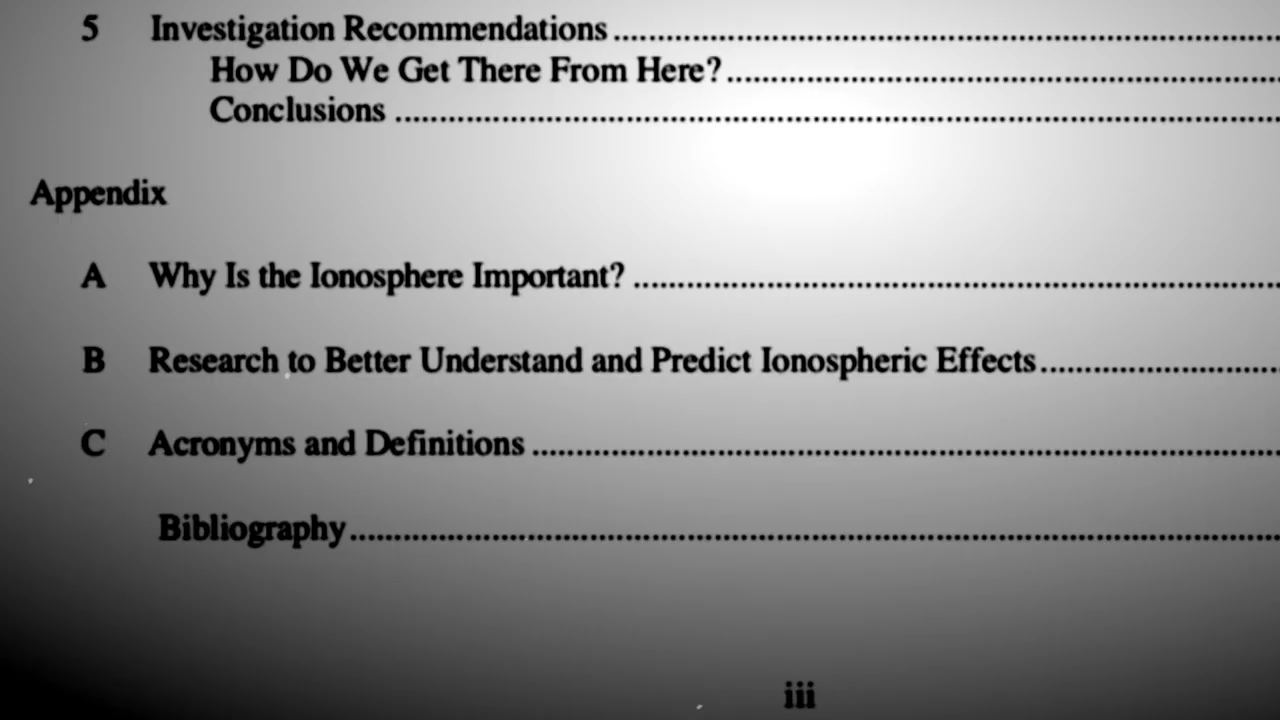 5 Investigation Recommendations ........................................................................
How Do We Get There From Here? ...........................................................
Conclusions ...............................................................................................
Appendix
A Why Is the Ionosphere Important? ......................................................................
B Research to Better Understand and Predict Ionospheric Effects ..........................
C Acronyms and Definitions ..................................................................................
Bibliography .......................................................................................................
iii